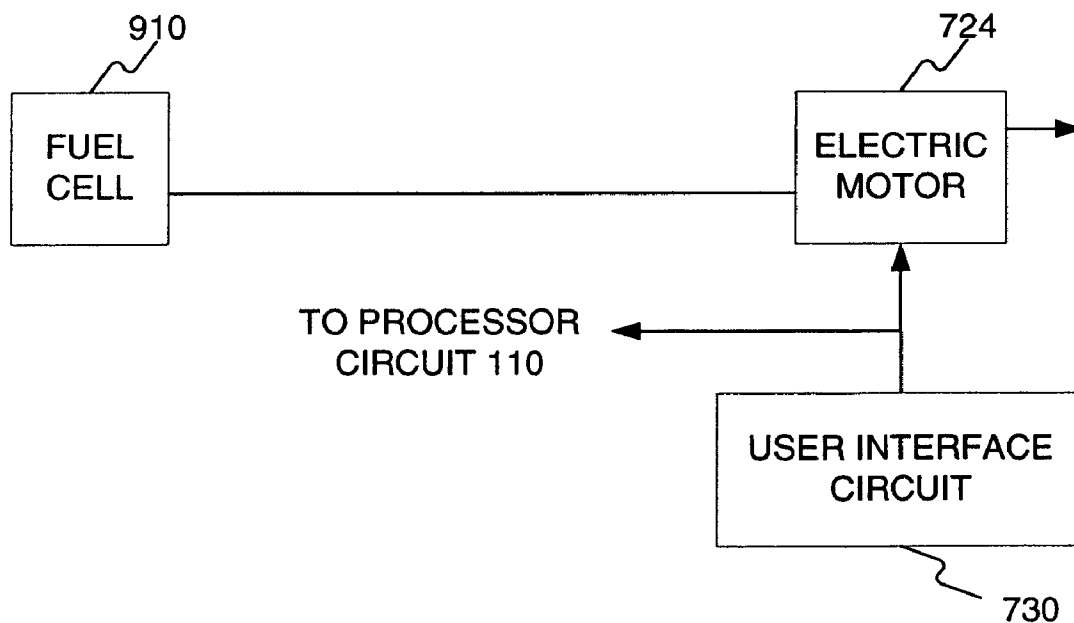 910
724
FUEL
CELL
ELECTRIC
MOTOR
TO PROCESSOR
CIRCUIT 110
USER INTERFACE
CIRCUIT
730